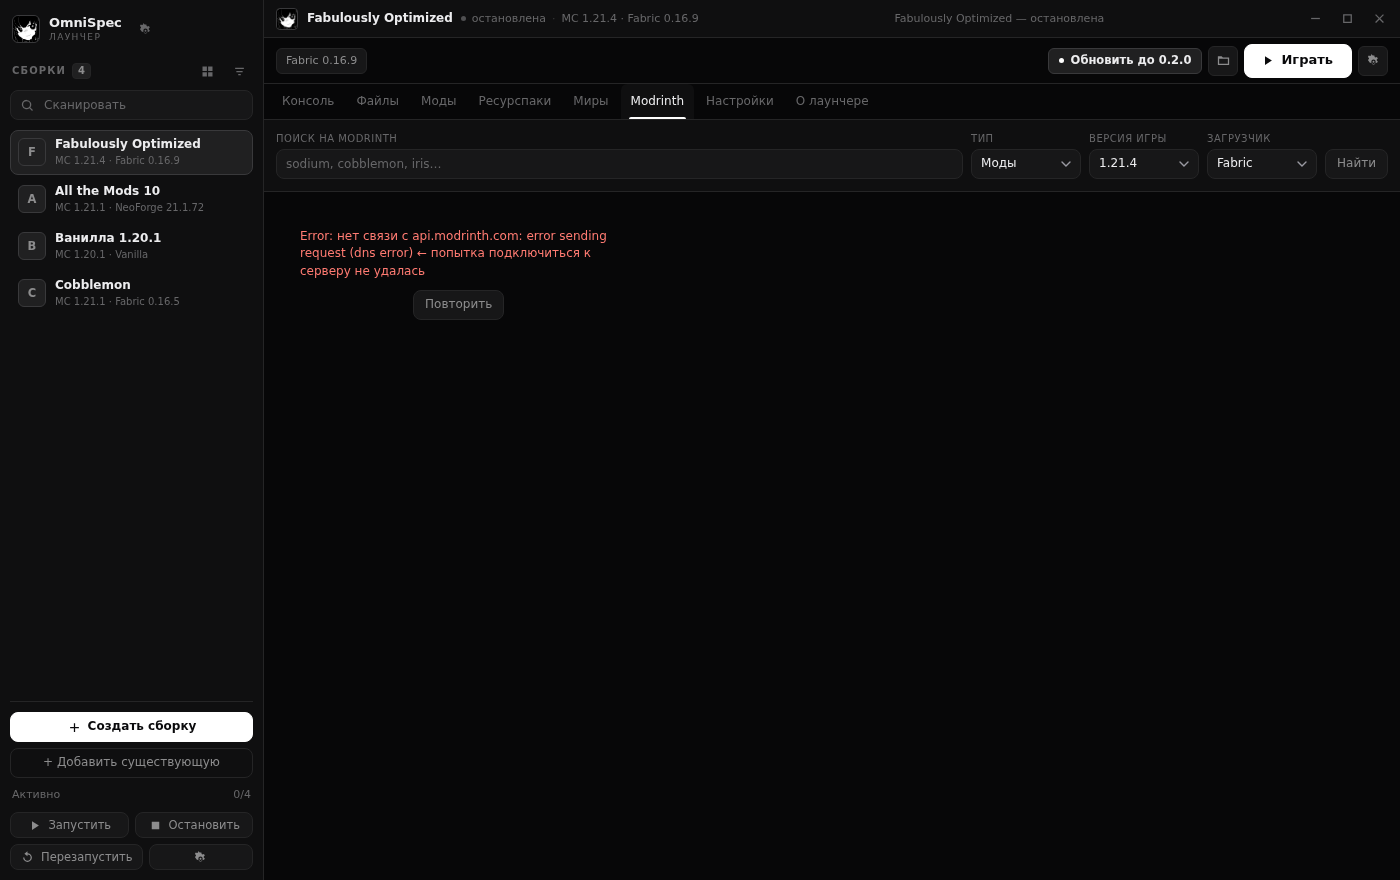 OmniSpec
ЛАУНЧЕР
СБОРКИ 4
Сканировать
F
Fabulously Optimized
MC 1.21.4 · Fabric 0.16.9
A
All the Mods 10
MC 1.21.1 · NeoForge 21.1.72
В
Ванилла 1.20.1
MC 1.20.1 · Vanilla
C
Cobblemon
MC 1.21.1 · Fabric 0.16.5
+ Создать сборку
+ Добавить существующую
Активно 0/4
Запустить
Остановить
Перезапустить
Fabulously Optimized остановлена · MC 1.21.4 · Fabric 0.16.9
Fabulously Optimized — остановлена
Fabric 0.16.9
Обновить до 0.2.0
Играть
Консоль Файлы Моды Ресурспаки Миры Modrinth Настройки О лаунчере
ПОИСК НА MODRINTH ТИП ВЕРСИЯ ИГРЫ ЗАГРУЗЧИК
sodium, cobblemon, iris… Моды 1.21.4 Fabric Найти
Error: нет связи с api.modrinth.com: error sending
request (dns error) ← попытка подключиться к
серверу не удалась
Повторить